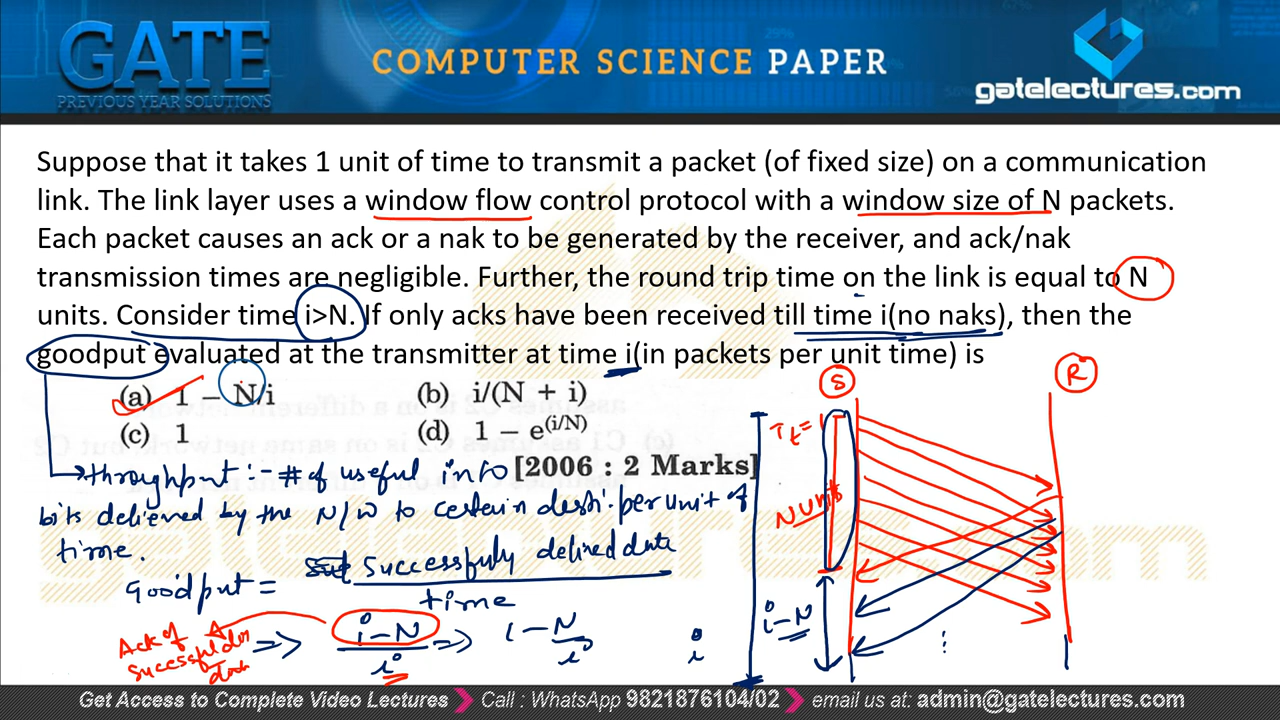 GATE
PREVIOUS YEAR SOLUTIONS
COMPUTER SCIENCE PAPER
gatelectures.com
Suppose that it takes 1 unit of time to transmit a packet (of fixed size) on a communication
link. The link layer uses a window flow control protocol with a window size of N packets.
Each packet causes an ack or a nak to be generated by the receiver, and ack/nak
transmission times are negligible. Further, the round trip time on the link is equal to N
units. Consider time i>N. If only acks have been received till time i(no naks), then the
goodput evaluated at the transmitter at time i(in packets per unit time) is
(a) 1 – N/i (b) i/(N + i)
(c) 1 (d) 1 – e^(i/N)
[2006 : 2 Marks]
throughput :- # of useful info
bits delieved by the N/w to certain desti. per unit of
time.
Goodput = successfully delined data
time
Ack of
successful
data
=> i-N / i => 1-N/i
i
S
R
Tt=1
N units
i-N
Get Access to Complete Video Lectures Call : WhatsApp 9821876104/02 email us at: admin@gatelectures.com